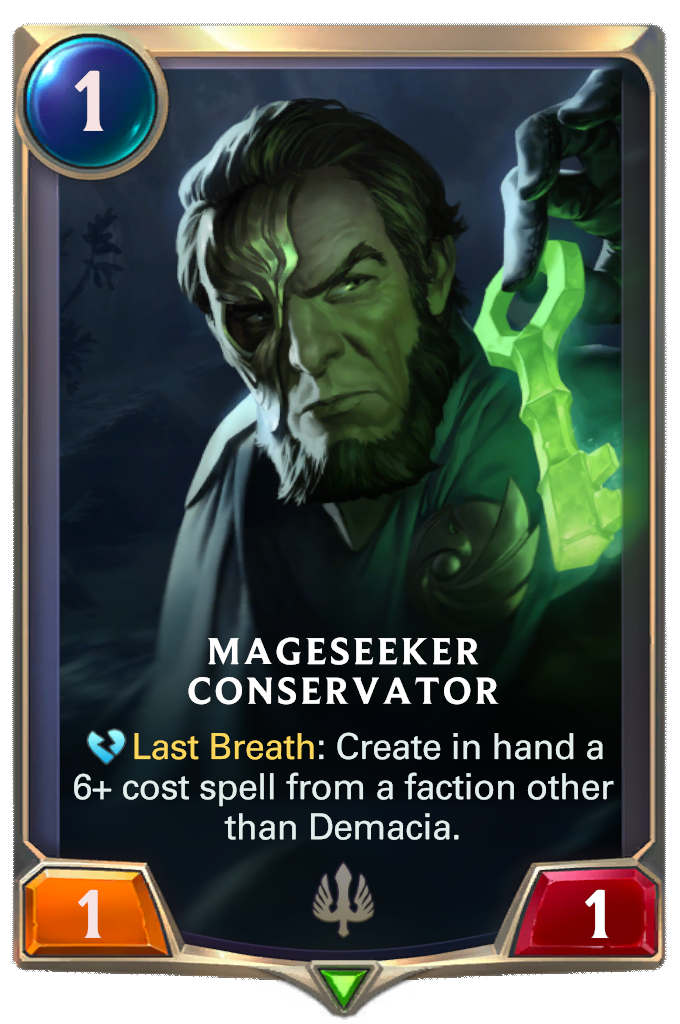 1
MAGESEEKER
CONSERVATOR
Last Breath: Create in hand a
6+ cost spell from a faction other
than Demacia.
1
1